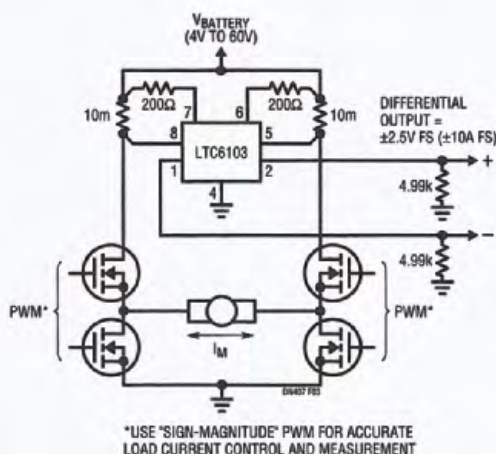 VBATTERY
(4V TO 60V)
200Ω
200Ω
10m
10m
7
6
8
5
LTC6103
1
2
4
DIFFERENTIAL
OUTPUT =
±2.5V FS (±10A FS)
+
4.99k
–
4.99k
PWM*
PWM*
IM
DN407 F03
*USE "SIGN-MAGNITUDE" PWM FOR ACCURATE
LOAD CURRENT CONTROL AND MEASUREMENT